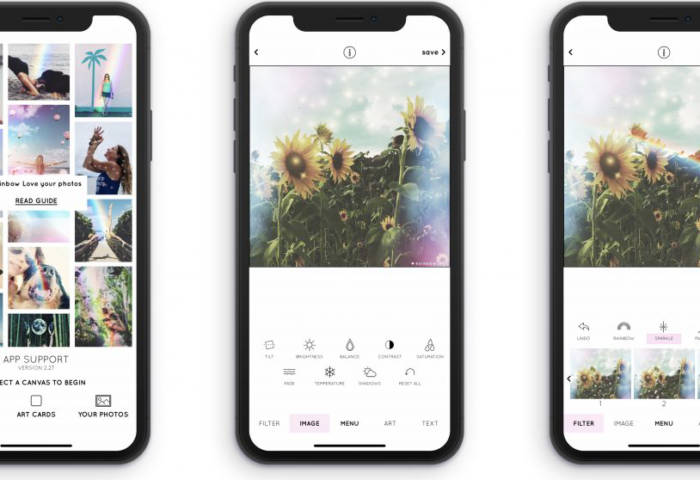 inbow Love your photos
READ GUIDE
APP SUPPORT
VERSION 2.27
ECT A CANVAS TO BEGIN
ART CARDS
YOUR PHOTOS
save
TILT
BRIGHTNESS
BALANCE
CONTRAST
SATURATION
FADE
TEMPERATURE
SHADOWS
RESET ALL
FILTER
IMAGE
MENU
ART
TEXT
UNDO
RAINBOW
SPARKLE
1
2
FILTER
IMAGE
MENU